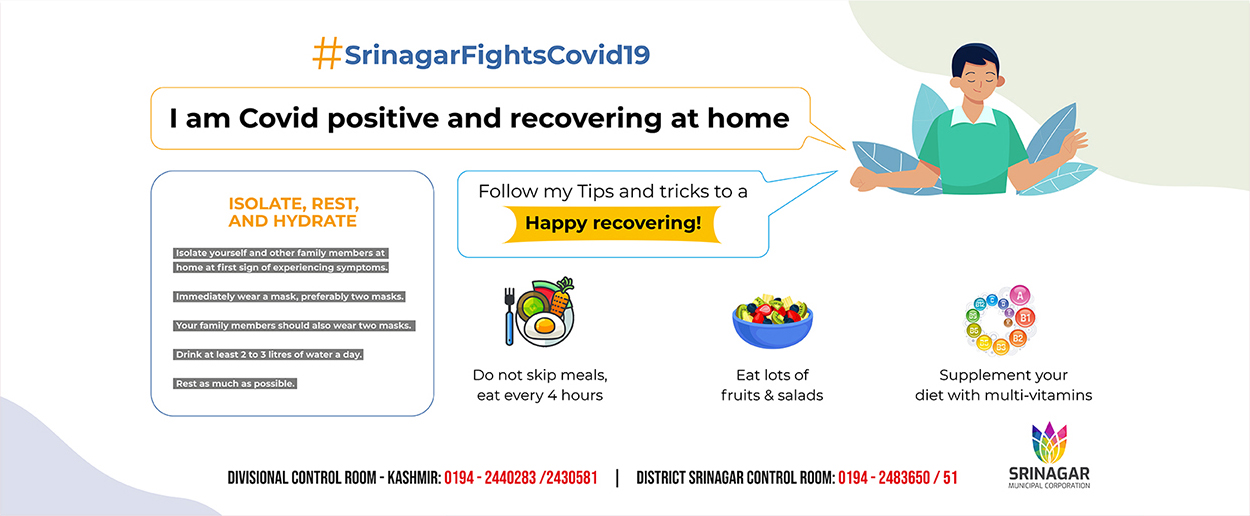 #SrinagarFightsCovid19
I am Covid positive and recovering at home
ISOLATE, REST,
AND HYDRATE
Isolate yourself and other family members at
home at first sign of experiencing symptoms.
Immediately wear a mask, preferably two masks.
Your family members should also wear two masks.
Drink at least 2 to 3 litres of water a day.
Rest as much as possible.
Follow my Tips and tricks to a
Happy recovering!
Do not skip meals,
eat every 4 hours
Eat lots of
fruits & salads
A
B1
B2
B3
B5
B6
Supplement your
diet with multi-vitamins
SRINAGAR
MUNICIPAL CORPORATION
DIVISIONAL CONTROL ROOM - KASHMIR: 0194 - 2440283 /2430581 | DISTRICT SRINAGAR CONTROL ROOM: 0194 - 2483650 / 51